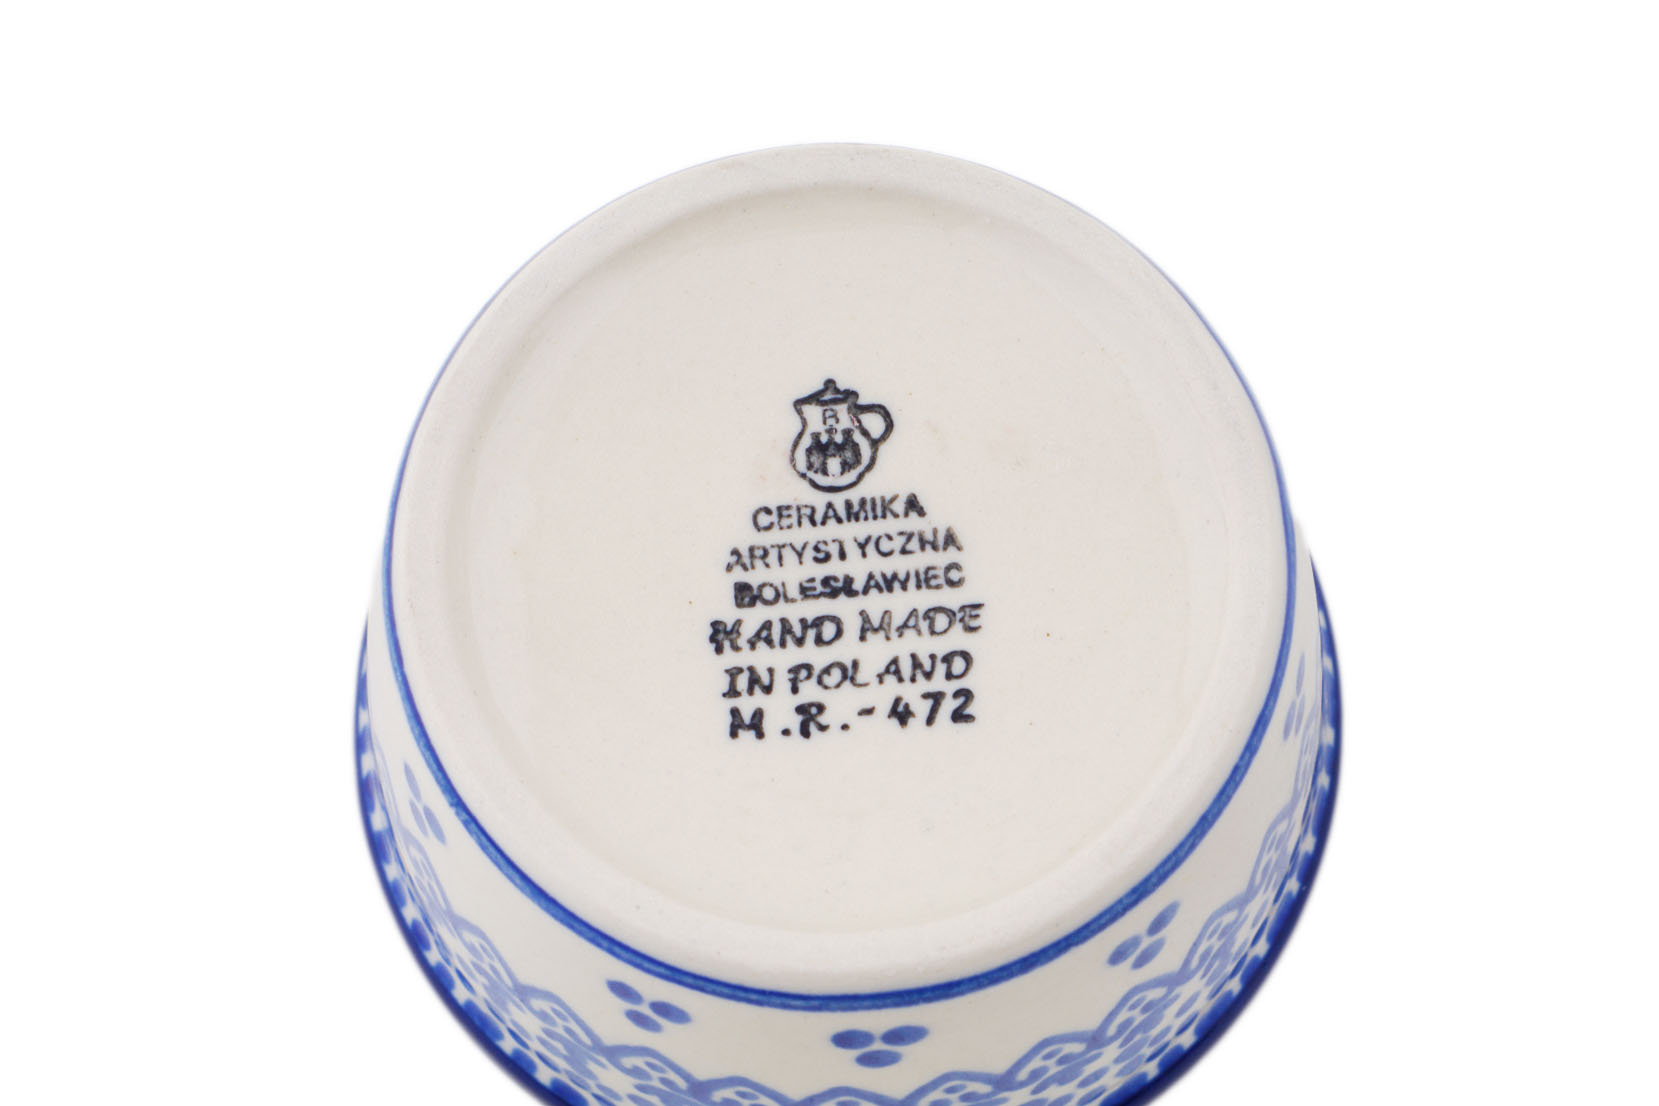 B
CERAMIKA
ARTYSTYCZNA
BOLESŁAWIEC
HAND MADE
IN POLAND
M.R.-472